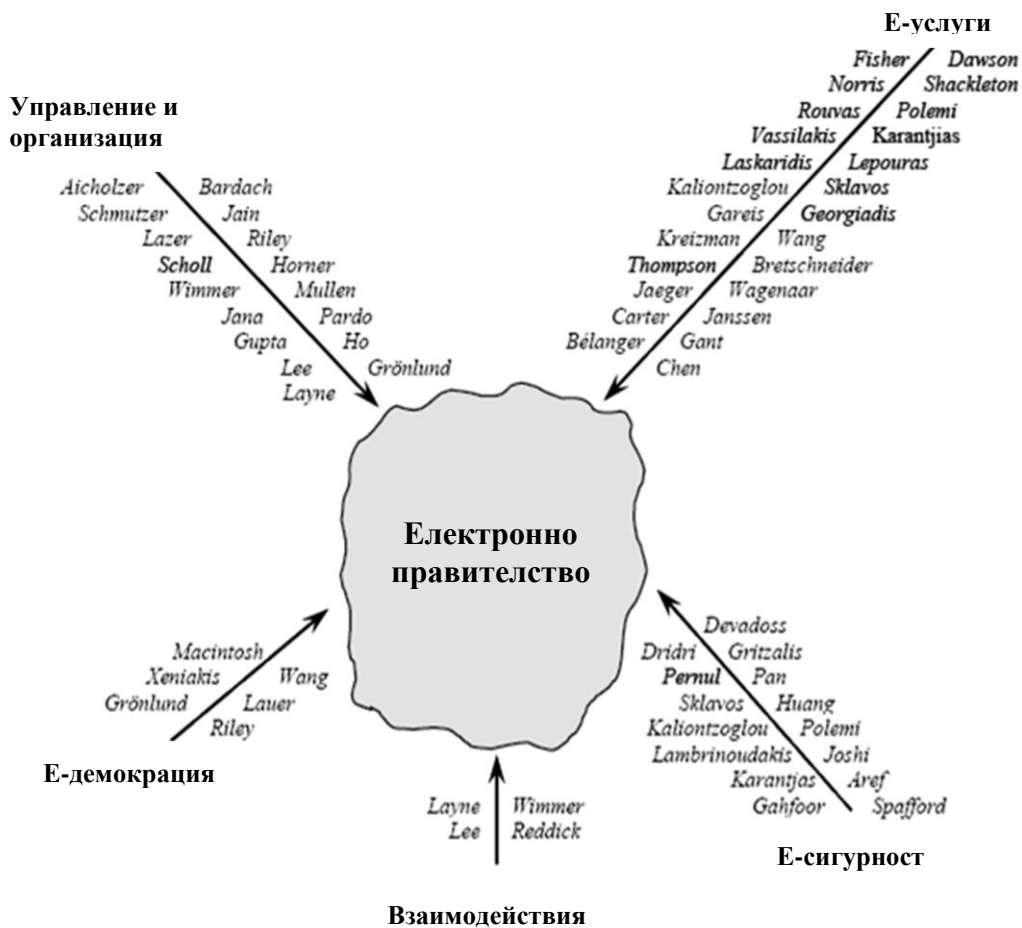 Е-услуги
Fisher Dawson
Norris Shackleton
Rouvas Polemi
Vassilakis Karantjias
Laskaridis Lepouras
Kaliontzoglou Sklavos
Gareis Georgiadis
Kreizman Wang
Thompson Bretschneider
Jaeger Wagenaar
Carter Janssen
Bélanger Gant
Chen
Управление и
организация
Aicholzer Bardach
Schmutzer Jain
Lazer Riley
Scholl Horner
Wimmer Mullen
Jana Pardo
Gupta Ho
Lee Grönlund
Layne
Електронно
правителство
Macintosh
Xeniakis Wang
Grönlund Lauer
Riley
Е-демокрация
Devadoss
Dridri Gritzalis
Pernul Pan
Sklavos Huang
Kaliontzoglou Polemi
Lambrinoudakis Joshi
Karantjas Aref
Gahfoor Spafford
Е-сигурност
Layne Wimmer
Lee Reddick
Взаимодействия